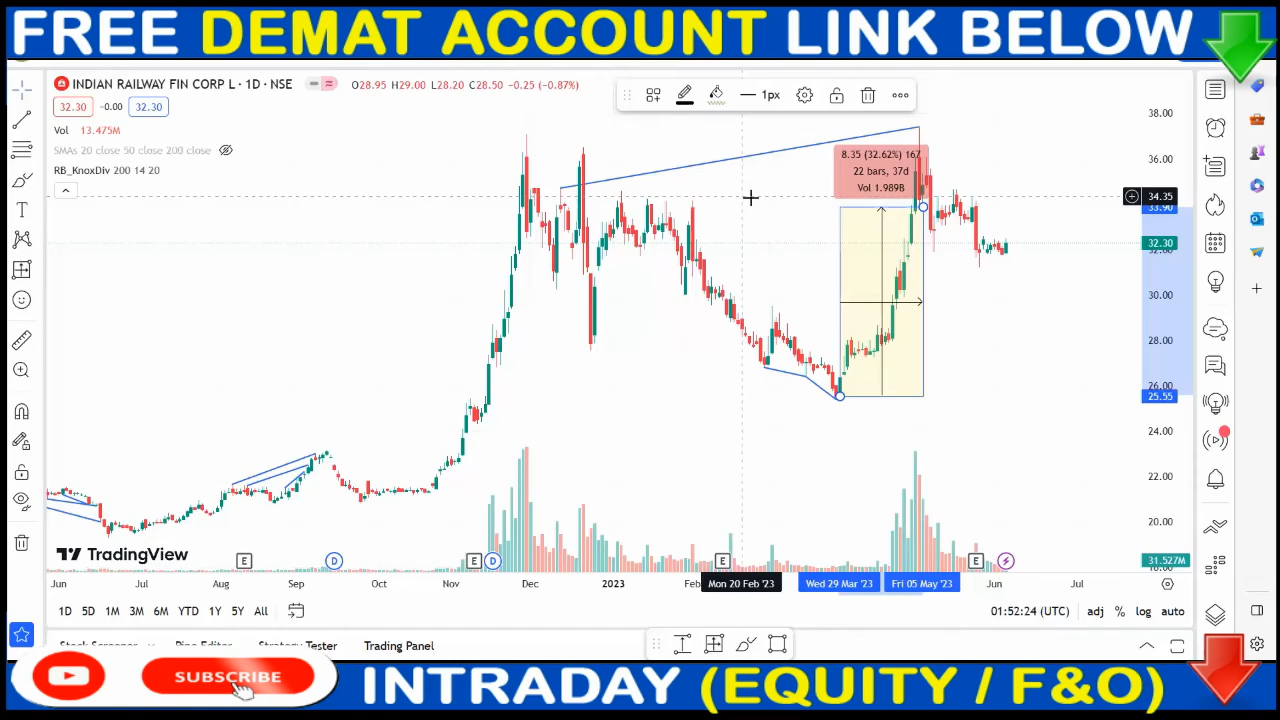 FREE DEMAT ACCOUNT LINK BELOW
INDIAN RAILWAY FIN CORP L · 1D · NSE
O28.95 H29.00 L28.20 C28.50 −0.25 (−0.87%)
1px
32.30 −0.00 32.30
Vol 13.475M
SMAs 20 close 50 close 200 close
RB_KnoxDiv 200 14 20
8.35 (32.62%) 167
22 bars, 37d
Vol 1.989B
38.00
36.00
34.35
33.90
32.30
30.00
28.00
26.00
25.55
24.00
22.00
20.00
31.527M
TradingView
E D E D E E
Jun Jul Aug Sep Oct Nov Dec 2023 Feb Mon 20 Feb '23 Wed 29 Mar '23 Fri 05 May '23 Jun Jul
1D 5D 1M 3M 6M YTD 1Y 5Y All
01:52:24 (UTC) adj % log auto
Stock Screener Pine Editor Strategy Tester Trading Panel
SUBSCRIBE
INTRADAY (EQUITY / F&O)